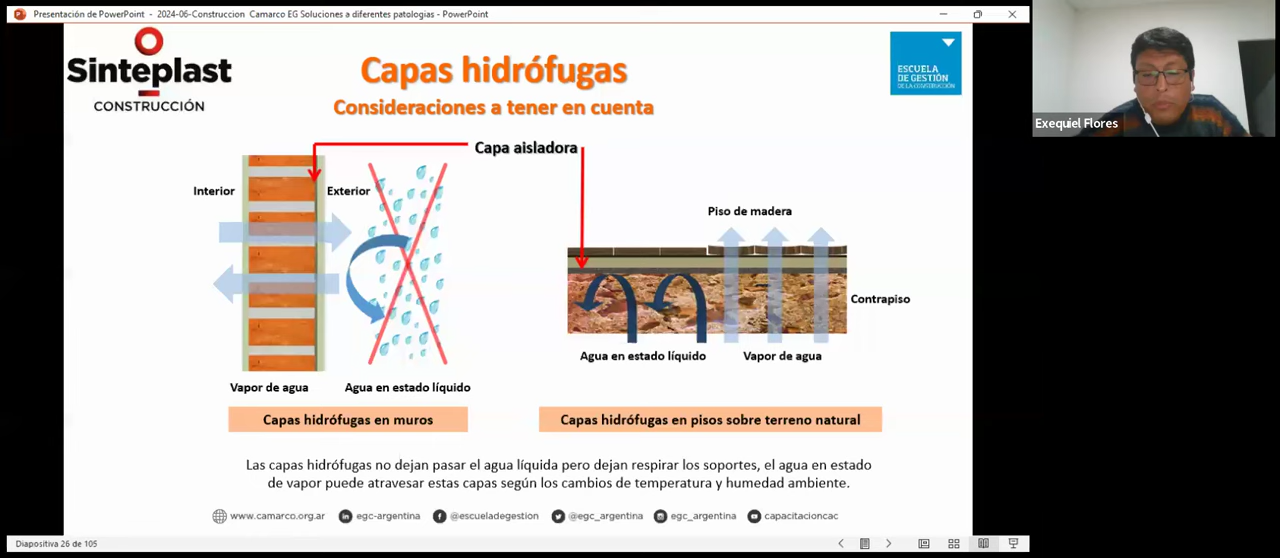 Presentación de PowerPoint - 2024-06-Construccion Camarco EG Soluciones a diferentes patologias - PowerPoint
Sinteplast
CONSTRUCCIÓN
Capas hidrófugas
Consideraciones a tener en cuenta
ESCUELA
DE GESTIÓN
DE LA CONSTRUCCIÓN
Exequiel Flores
Capa aisladora
Interior
Exterior
Piso de madera
Contrapiso
Agua en estado líquido
Vapor de agua
Vapor de agua
Agua en estado líquido
Capas hidrófugas en muros
Capas hidrófugas en pisos sobre terreno natural
Las capas hidrófugas no dejan pasar el agua líquida pero dejan respirar los soportes, el agua en estado
de vapor puede atravesar estas capas según los cambios de temperatura y humedad ambiente.
www.camarco.org.ar egc-argentina @escueladegestion @egc_argentina egc_argentina capacitacioncac
Diapositiva 26 de 105